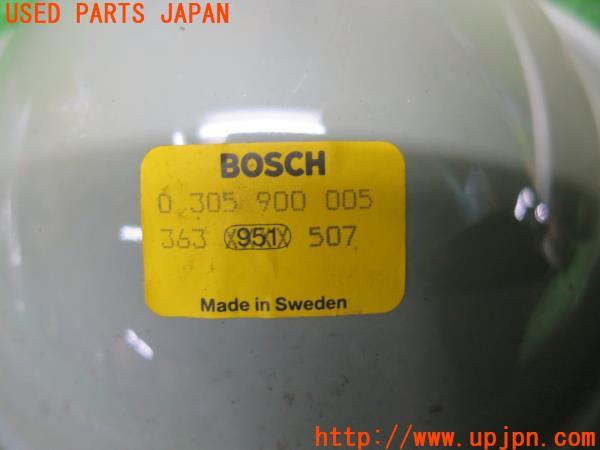 USED PARTS JAPAN
BOSCH
0 305 900 005
363 951 507
Made in Sweden
http://www.upjpn.com/